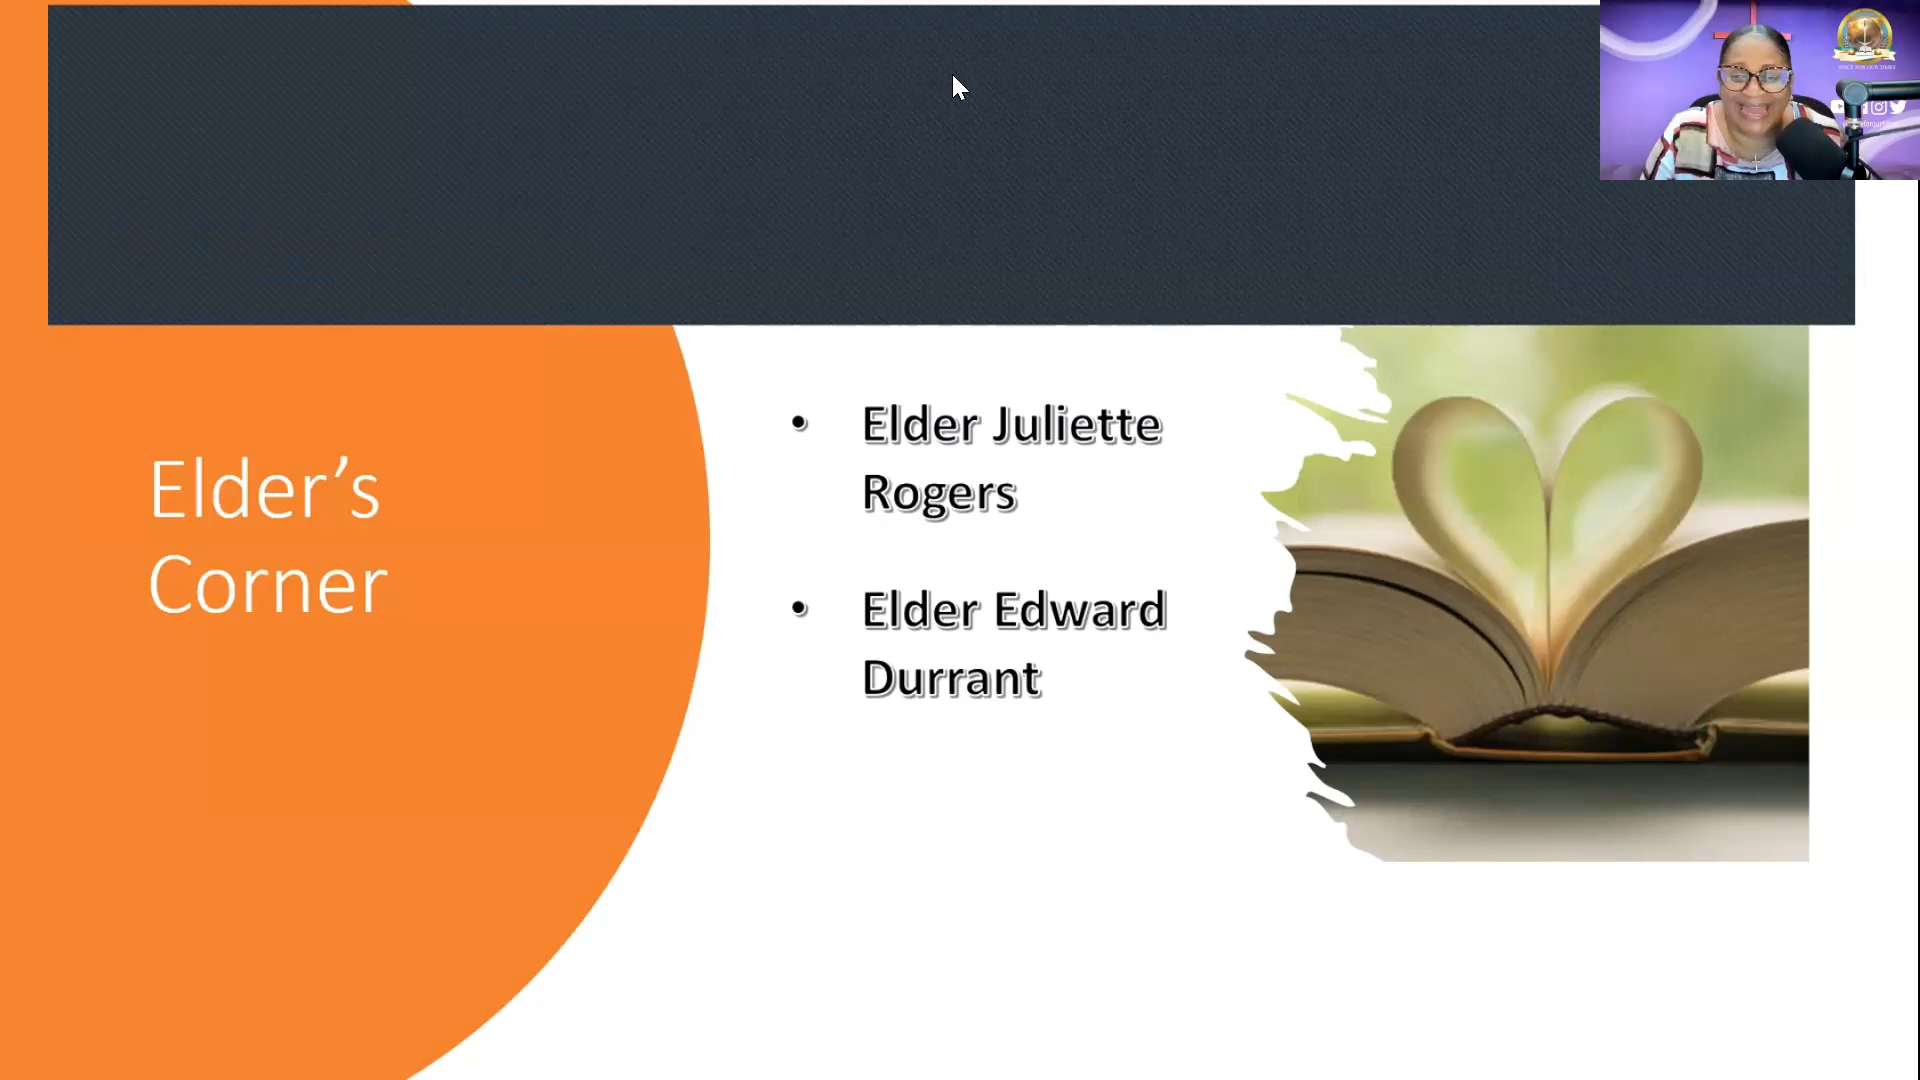 Elder's
Corner
• Elder Juliette
Rogers
• Elder Edward
Durrant